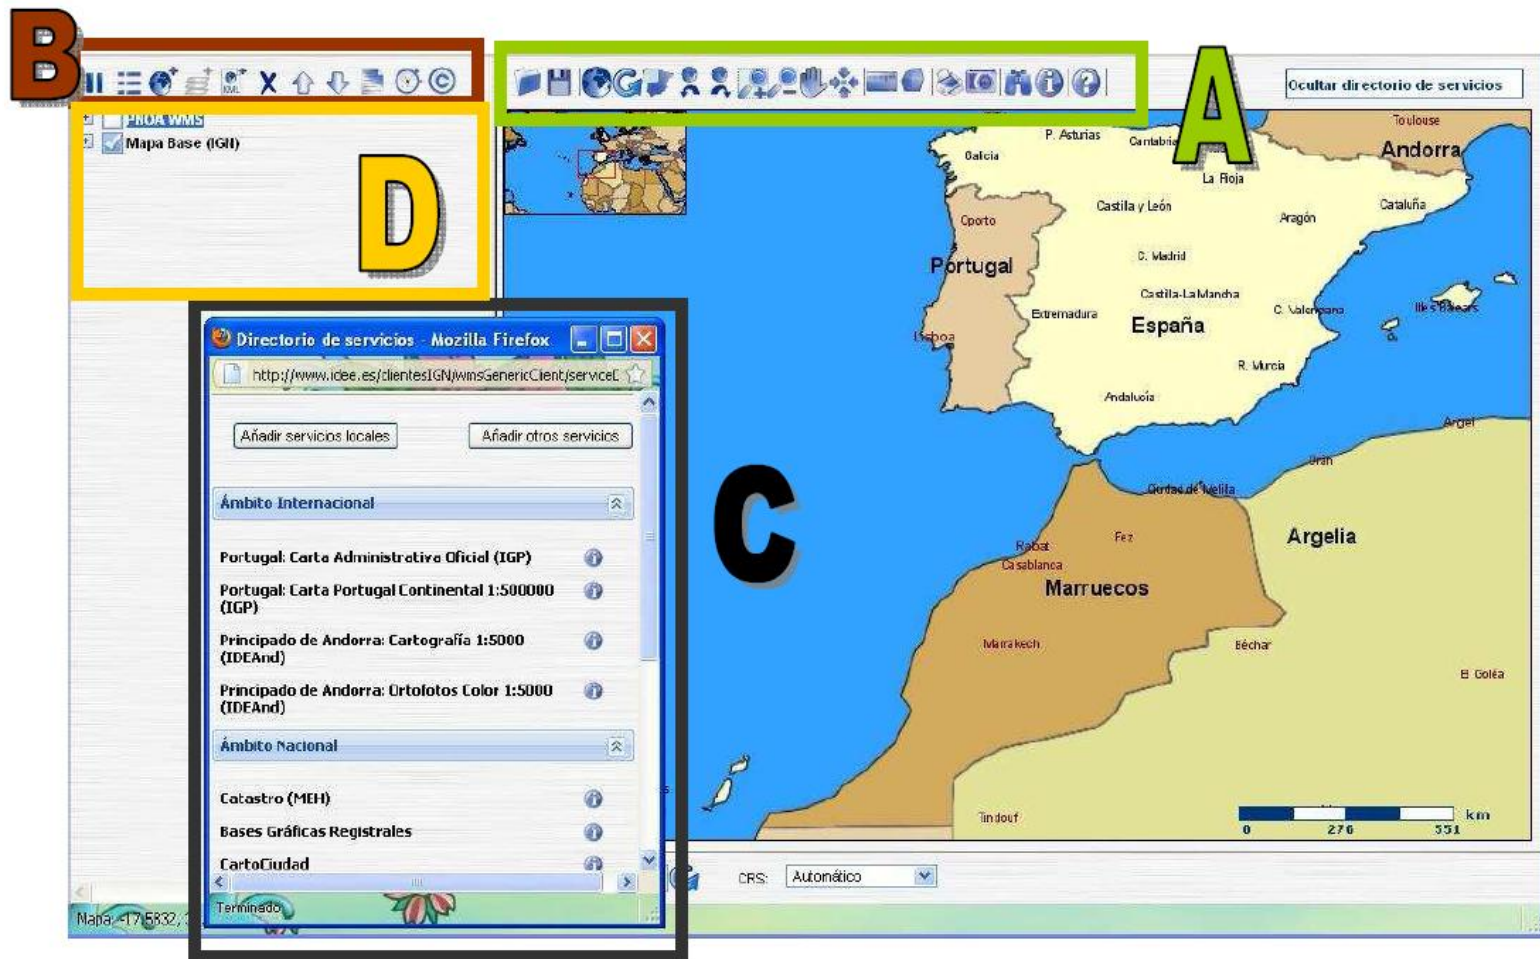 B
A
KML
Ocultar directorio de servicios
PNOA WMS
Mapa Base (IGN)
D
Toulouse
Andorra
P. Asturias
Cantabria
Galicia
La Rioja
Castilla y León
Aragón
Cataluña
Oporto
C. Madrid
Portugal
Castilla-La Mancha
Extremadura
España
C. Valenciana
Illes Balears
Lisboa
R. Murcia
Andalucía
Directorio de servicios - Mozilla Firefox
http://www.idee.es/clientesIGN/wmsGenericClient/service
Añadir servicios locales
Añadir otros servicios
Ámbito Internacional
Portugal: Carta Administrativa Oficial (IGP)
Portugal: Carta Portugal Continental 1:500000
(IGP)
Principado de Andorra: Cartografía 1:5000
(IDEAnd)
Principado de Andorra: Ortofotos Color 1:5000
(IDEAnd)
Ámbito Nacional
Catastro (MEH)
Bases Gráficas Registrales
CartoCiudad
Terminado
C
Argel
Orán
Ciudad de Melilla
Rabat
Fez
Casablanca
Argelia
Marruecos
Marrakech
Béchar
El Goléa
Tindouf
km
0 276 551
CRS: Automático
Mapa: -17,5832,